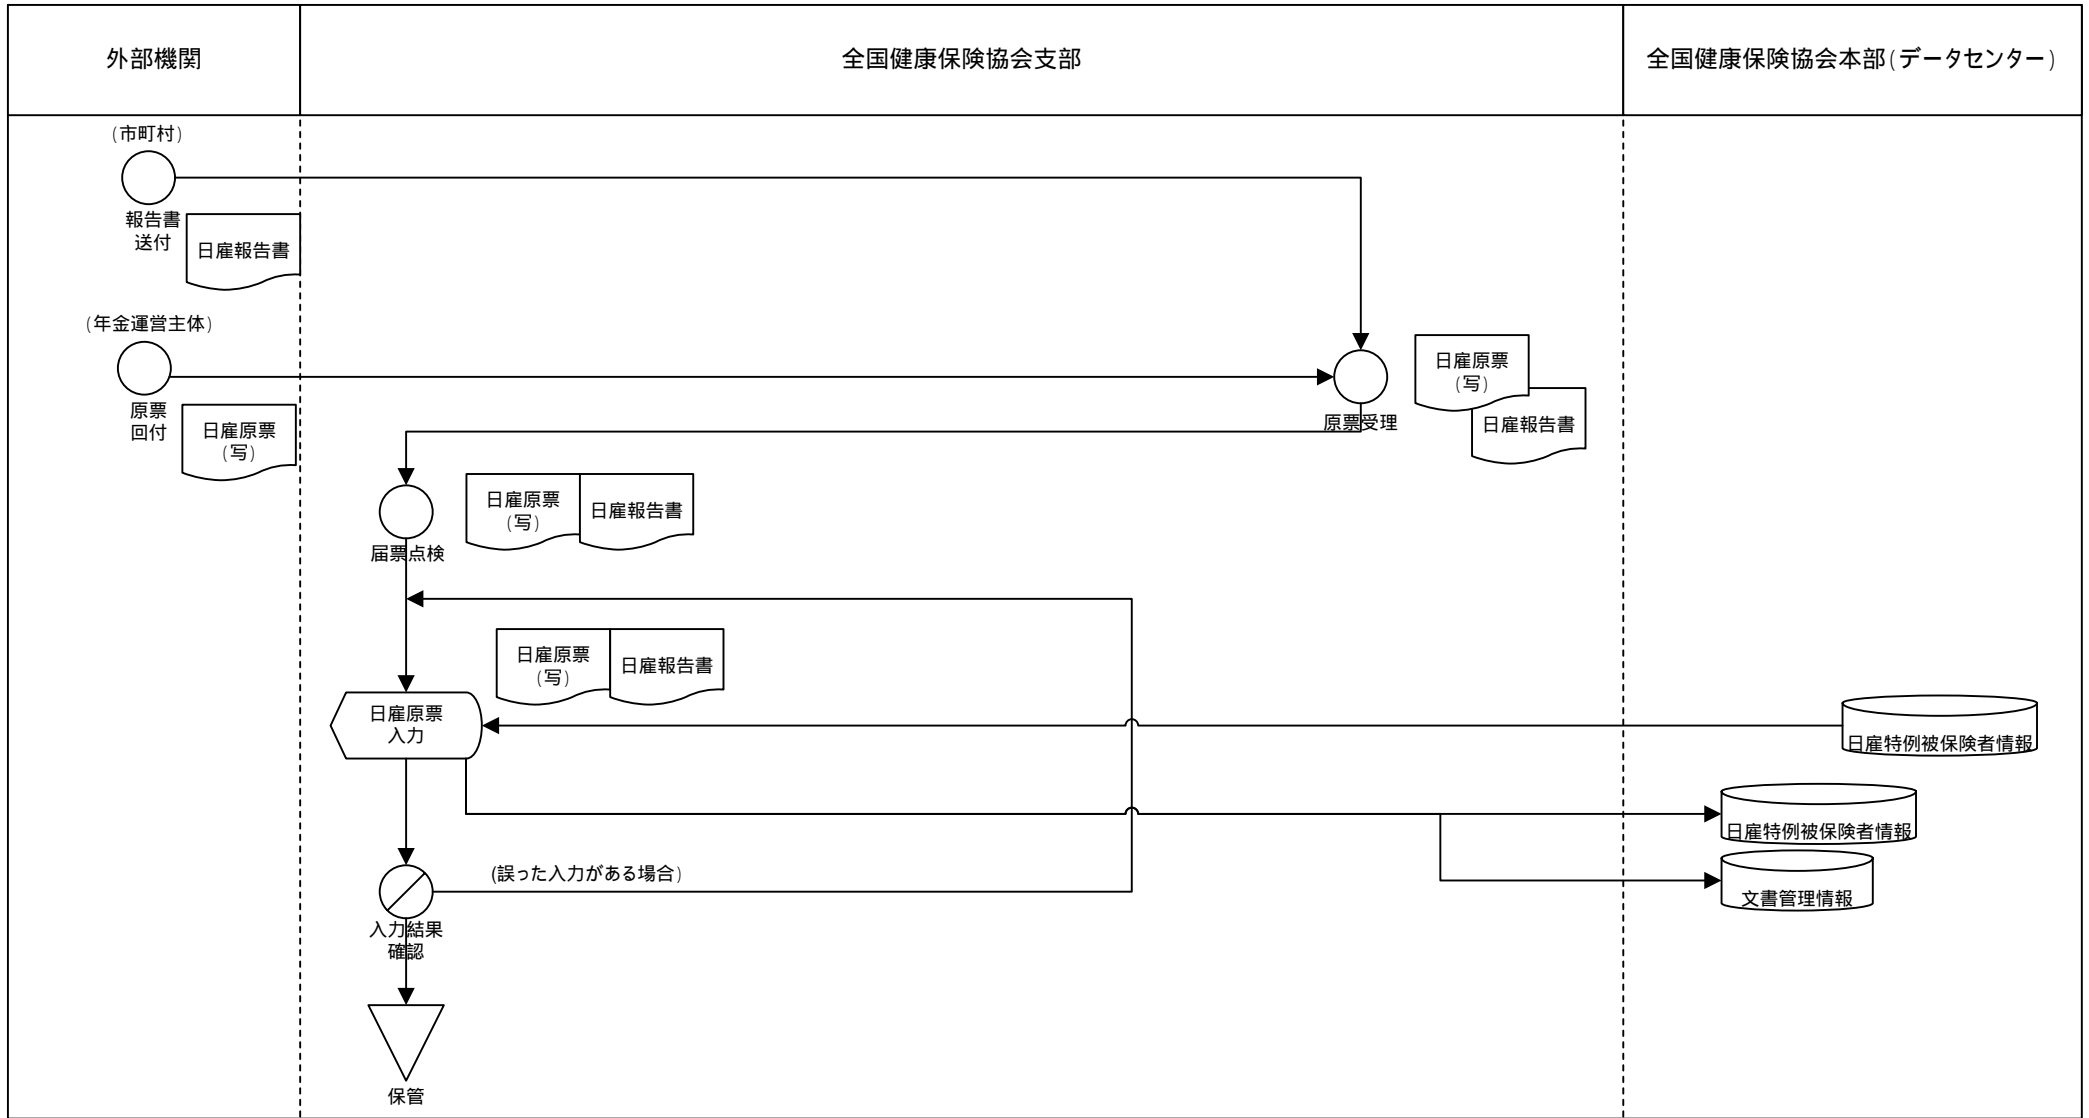 外部機関
全国健康保険協会支部
全国健康保険協会本部(データセンター)
(市町村)
報告書
送付
日雇報告書
(年金運営主体)
原票
回付
日雇原票
(写)
原票受理
日雇原票
(写)
日雇報告書
届票点検
日雇原票
(写)
日雇報告書
日雇原票
(写)
日雇報告書
日雇原票
入力
日雇特例被保険者情報
日雇特例被保険者情報
(誤った入力がある場合)
文書管理情報
入力結果
確認
保管